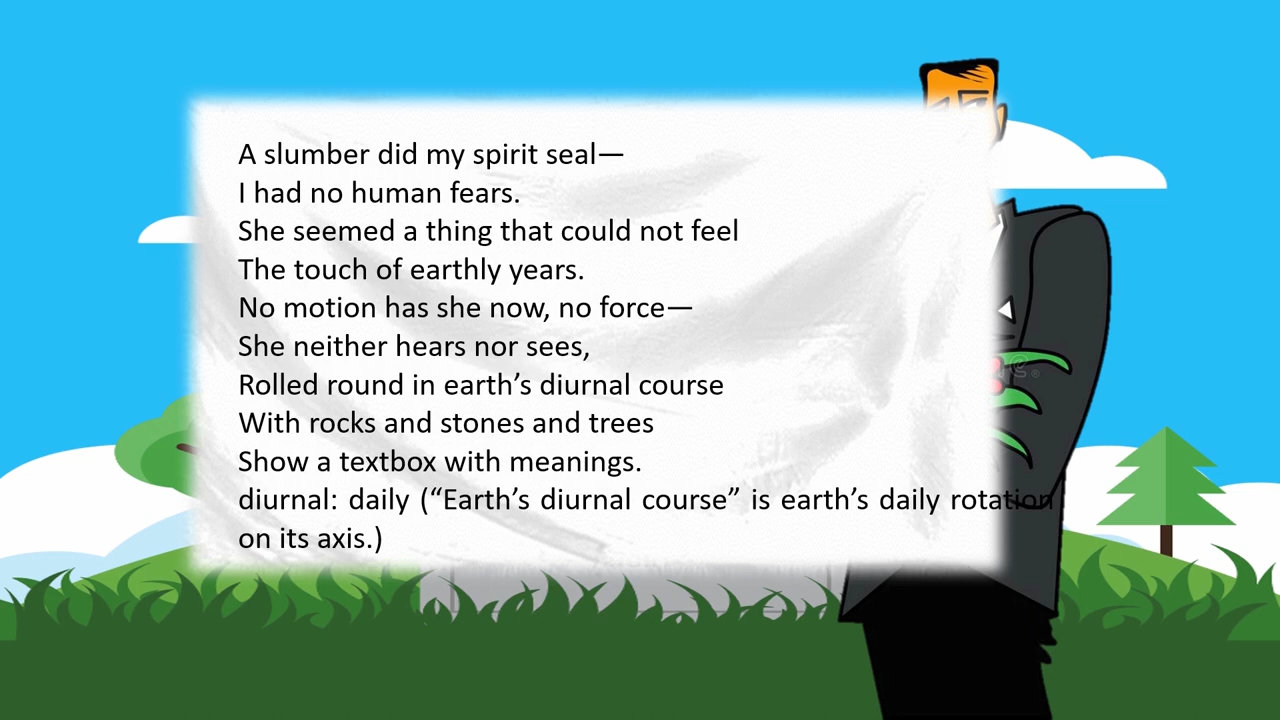 A slumber did my spirit seal—
I had no human fears.
She seemed a thing that could not feel
The touch of earthly years.
No motion has she now, no force—
She neither hears nor sees,
Rolled round in earth’s diurnal course
With rocks and stones and trees
Show a textbox with meanings.
diurnal: daily (“Earth’s diurnal course” is earth’s daily rotation
on its axis.)